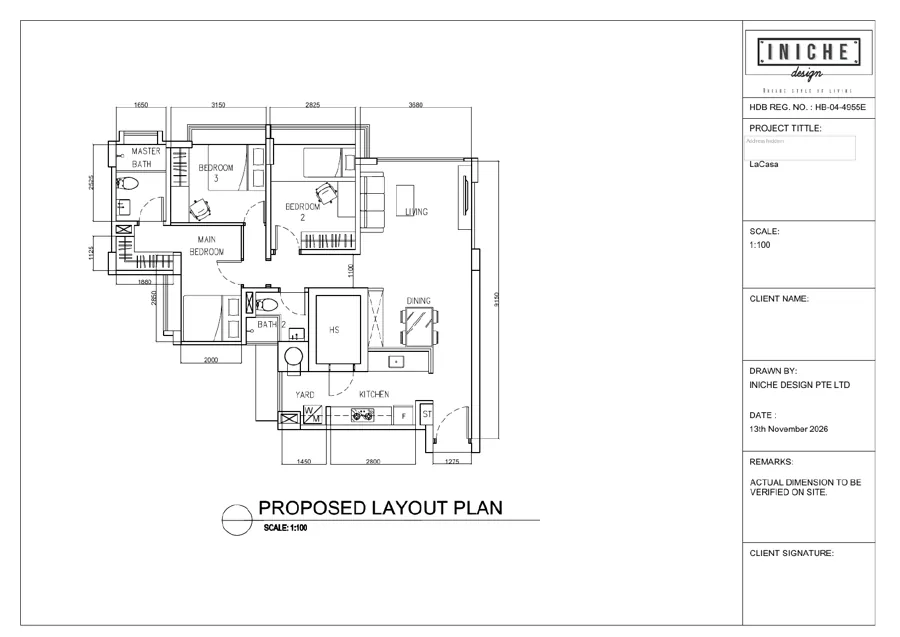 1650
3150
2825
3680
MASTER
BATH
BEDROOM
3
BEDROOM
2
LIVING
2525
1125
MAIN
BEDROOM
1100
1880
2850
9150
DINING
BATH 2
HS
2000
YARD
KITCHEN
W
M
F
ST
1450
2800
1275
PROPOSED LAYOUT PLAN
SCALE: 1:100
INICHE
design
HDB REG. NO. : HB-04-4955E
PROJECT TITTLE:
LaCasa
SCALE:
1:100
CLIENT NAME:
DRAWN BY:
INICHE DESIGN PTE LTD
DATE :
13th November 2026
REMARKS:
ACTUAL DIMENSION TO BE
VERIFIED ON SITE.
CLIENT SIGNATURE: